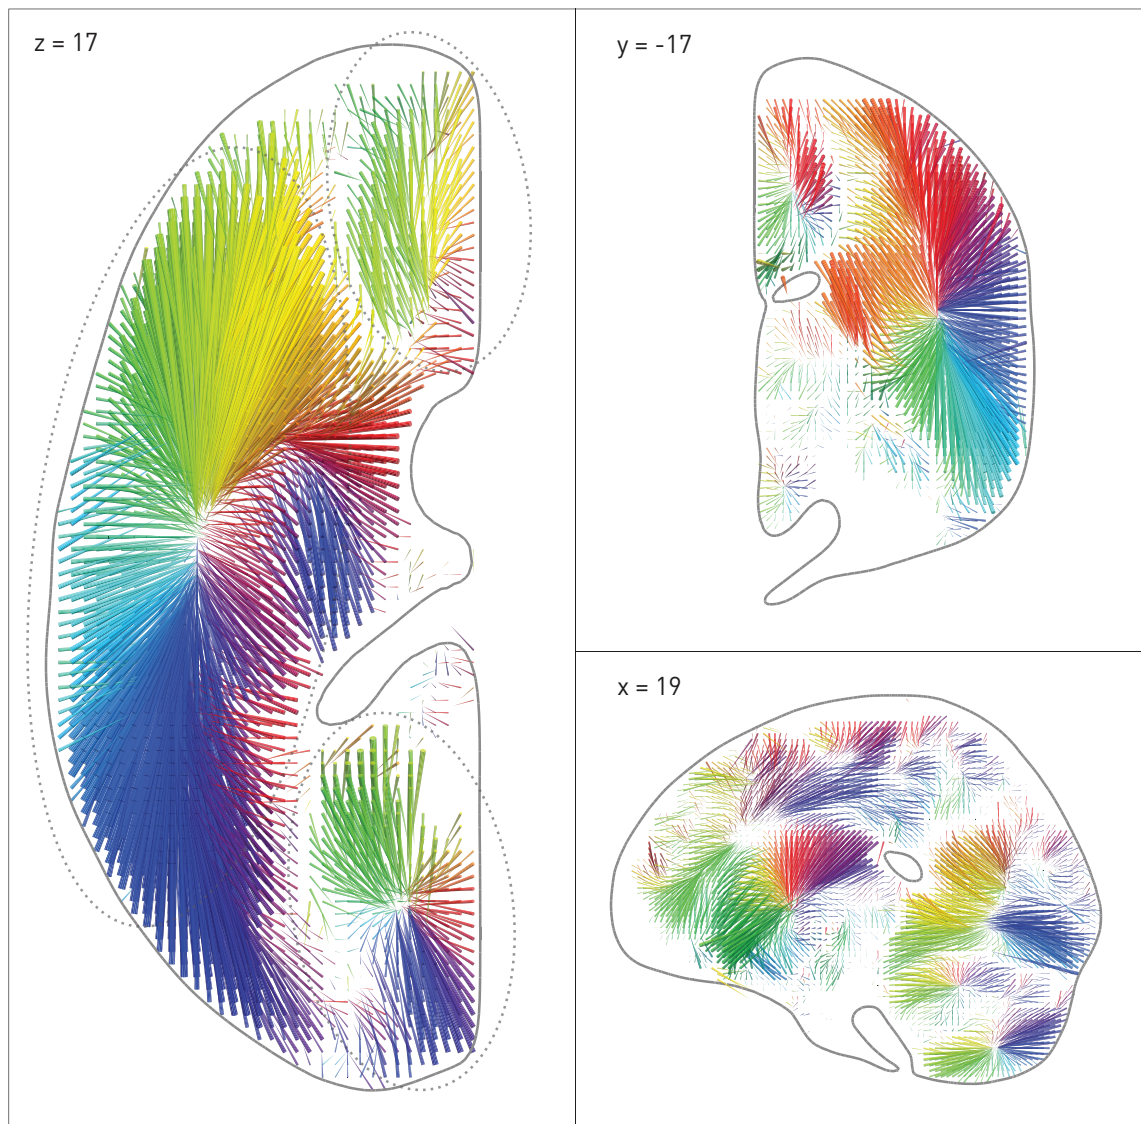 z = 17
y = -17
x = 19